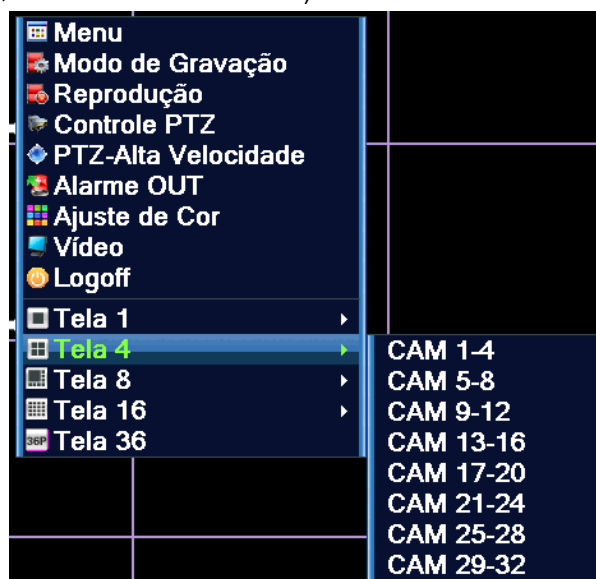 Menu
Modo de Gravação
Reprodução
Controle PTZ
PTZ-Alta Velocidade
Alarme OUT
Ajuste de Cor
Vídeo
Logoff
Tela 1
Tela 4
Tela 8
Tela 16
36P Tela 36
CAM 1-4
CAM 5-8
CAM 9-12
CAM 13-16
CAM 17-20
CAM 21-24
CAM 25-28
CAM 29-32